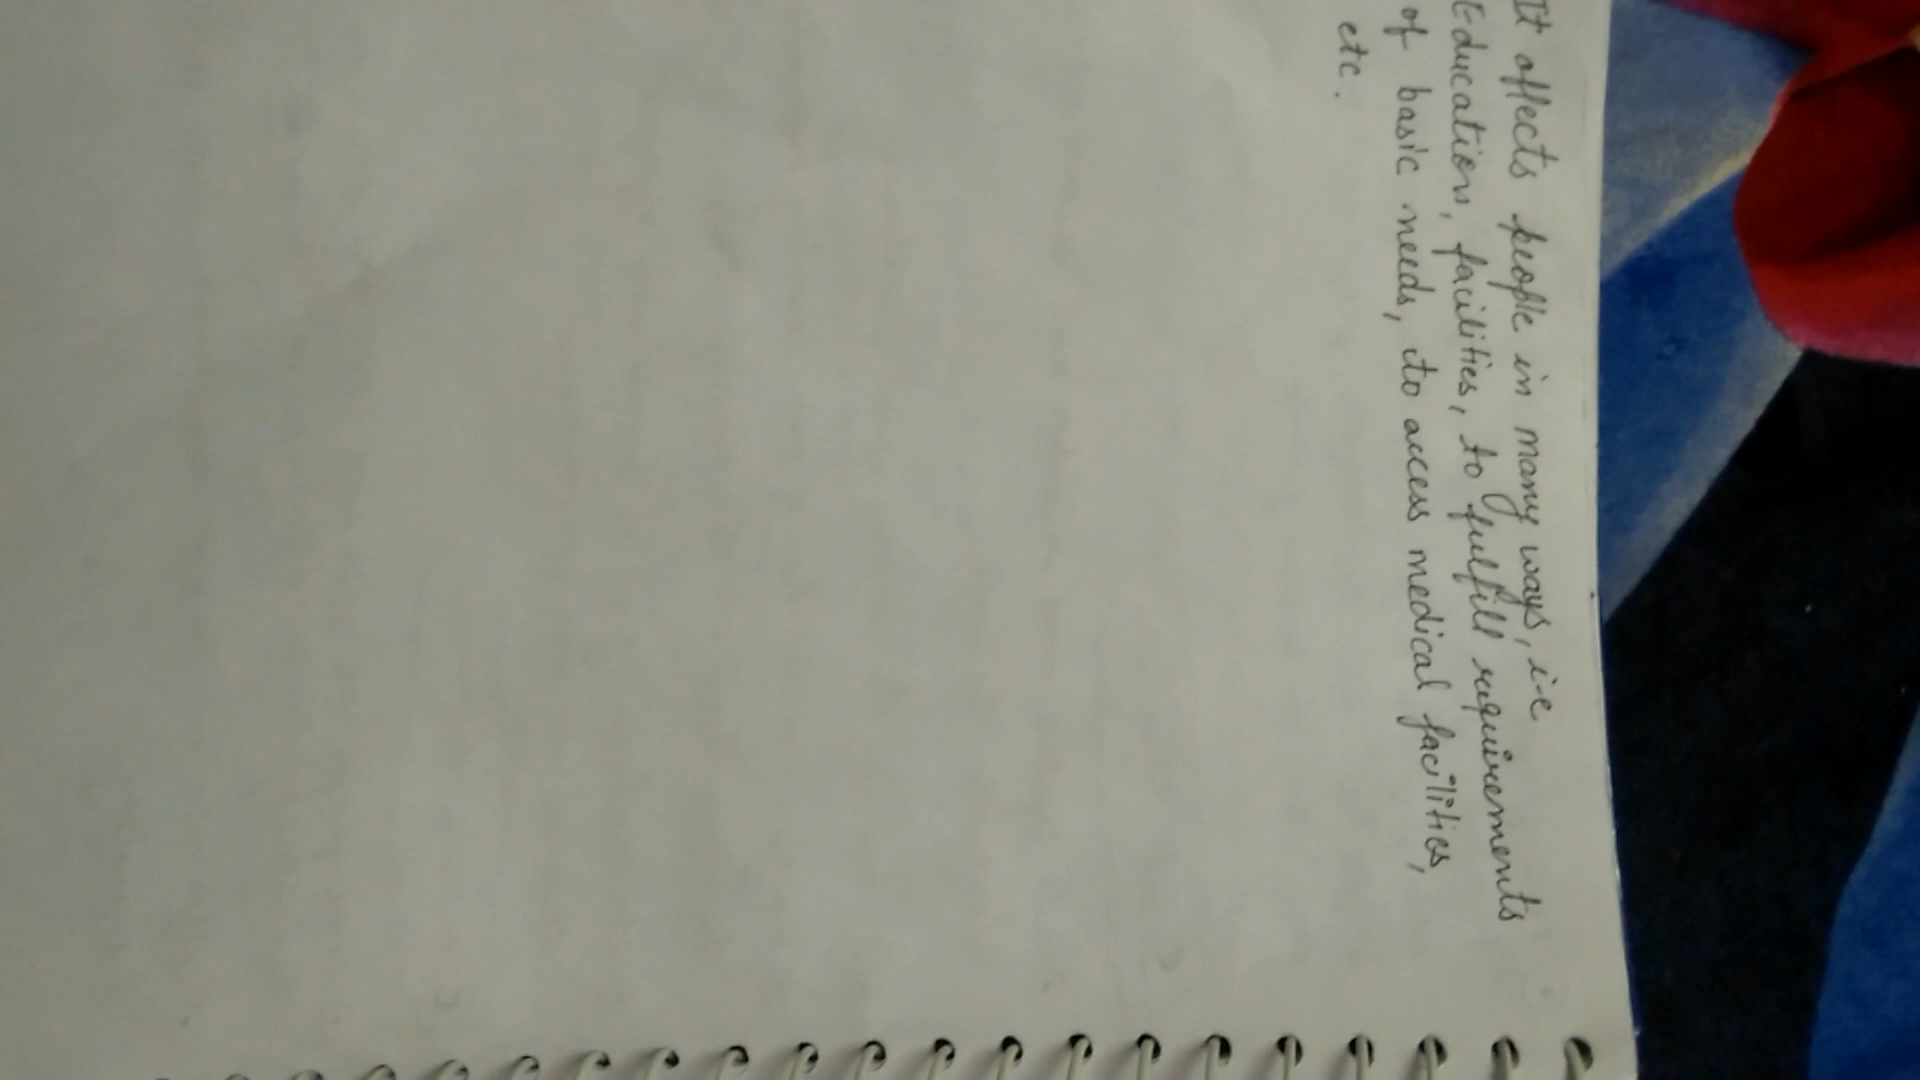 It affects people in many ways, i-e
Education, facilities, to fulfill requirements
of basic needs, to access medical facilities,
etc.